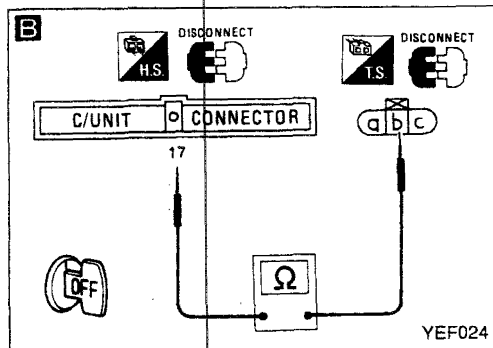 B
DISCONNECT
H.S.
DISCONNECT
T.S.
C/UNIT CONNECTOR
a b c
17
OFF
Ω
YEF024